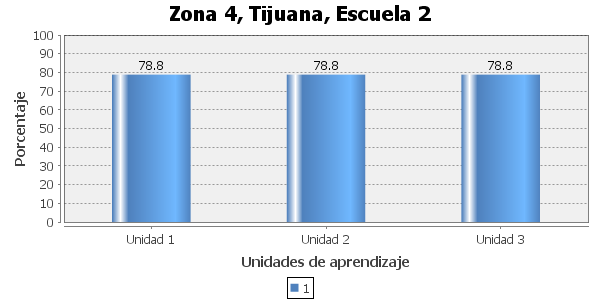 Zona 4, Tijuana, Escuela 2
Porcentaje
100
90
80
70
60
50
40
30
20
10
0
78.8 78.8 78.8
Unidad 1 Unidad 2 Unidad 3
Unidades de aprendizaje
1